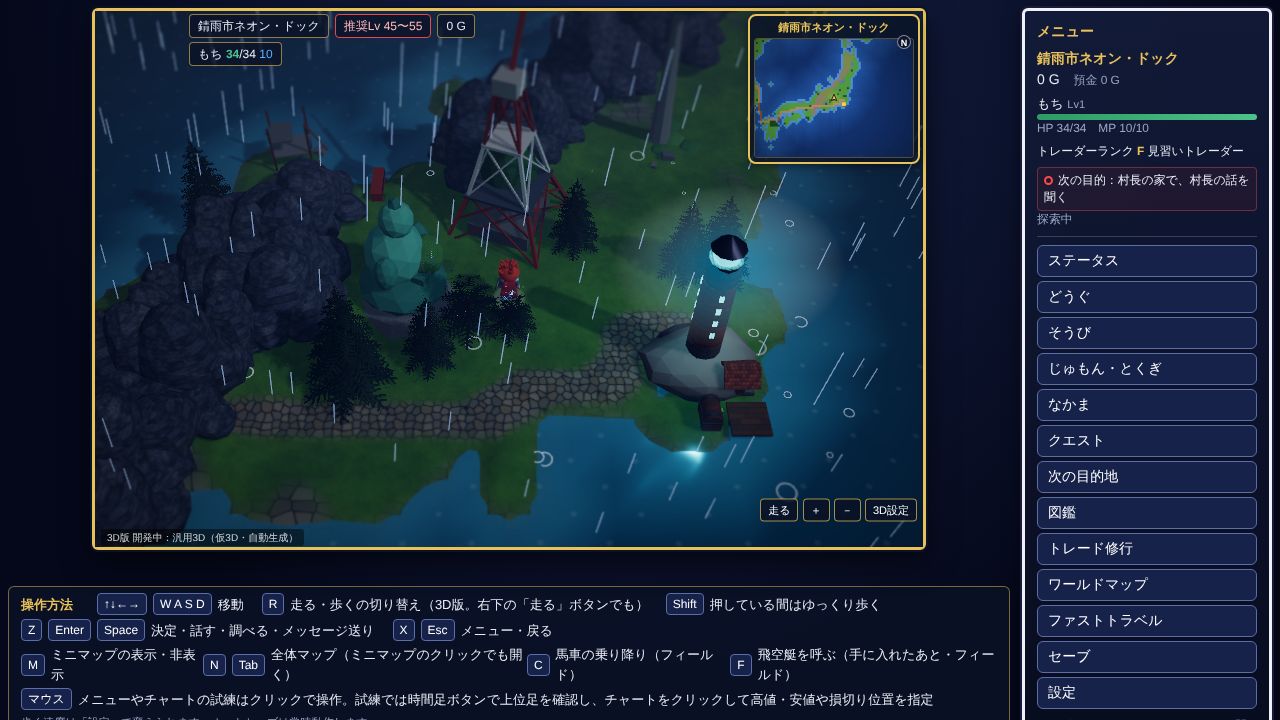 錆雨市ネオン・ドック
推奨Lv 45〜55
0 G
もち 34/34 10
錆雨市ネオン・ドック
N
走る
＋
－
3D設定
3D版 開発中：汎用3D（仮3D・自動生成）
メニュー
錆雨市ネオン・ドック
0 G 預金 0 G
もち Lv1
HP 34/34 MP 10/10
トレーダーランク F 見習いトレーダー
次の目的：村長の家で、村長の話を
聞く
探索中
ステータス
どうぐ
そうび
じゅもん・とくぎ
なかま
クエスト
次の目的地
図鑑
トレード修行
ワールドマップ
ファストトラベル
セーブ
設定
操作方法 ↑↓←→ W A S D 移動 R 走る・歩くの切り替え（3D版。右下の「走る」ボタンでも） Shift 押している間はゆっくり歩く
Z Enter Space 決定・話す・調べる・メッセージ送り X Esc メニュー・戻る
M ミニマップの表示・非表示 N Tab 全体マップ（ミニマップのクリックでも開く） C 馬車の乗り降り（フィールド） F 飛空艇を呼ぶ（手に入れたあと・フィールド）
マウス メニューやチャートの試練はクリックで操作。試練では時間足ボタンで上位足を確認し、チャートをクリックして高値・安値や損切り位置を指定